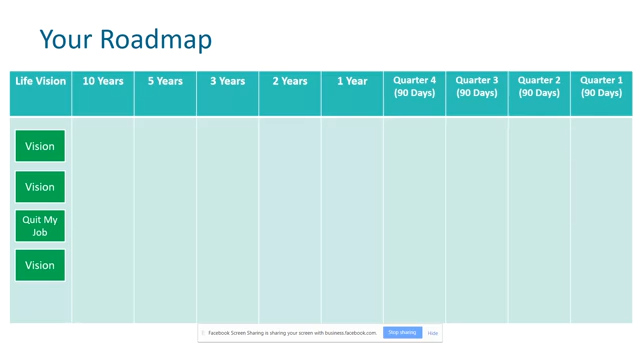 Your Roadmap
Life Vision 10 Years 5 Years 3 Years 2 Years 1 Year Quarter 4 Quarter 3 Quarter 2 Quarter 1
(90 Days) (90 Days) (90 Days) (90 Days)
Vision
Vision
Quit My
Job
Vision
Facebook Screen Sharing is sharing your screen with business.facebook.com. Stop sharing Hide